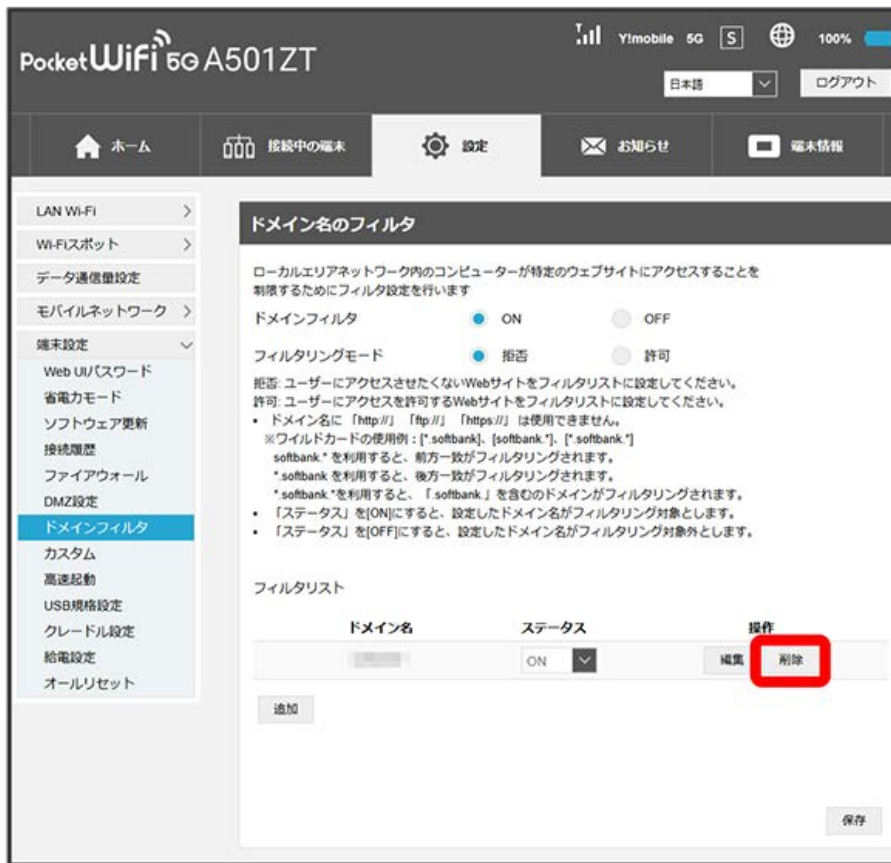 PocketWiFi 5G A501ZT
Y!mobile 5G S 100%
日本語 ログアウト
ホーム 接続中の端末 設定 お知らせ 端末情報
LAN Wi-Fi
Wi-Fiスポット
データ通信量設定
モバイルネットワーク
端末設定
Web UIパスワード
省電力モード
ソフトウェア更新
接続履歴
ファイアウォール
DMZ設定
ドメインフィルタ
カスタム
高速起動
USB規格設定
クレードル設定
給電設定
オールリセット
ドメイン名のフィルタ
ローカルエリアネットワーク内のコンピューターが特定のウェブサイトにアクセスすることを
制限するためにフィルタ設定を行います
ドメインフィルタ ON OFF
フィルタリングモード 拒否 許可
拒否: ユーザーにアクセスさせたくないWebサイトをフィルタリストに設定してください。
許可: ユーザーにアクセスを許可するWebサイトをフィルタリストに設定してください。
• ドメイン名に 「http://」 「ftp://」 「https://」 は使用できません。
※ワイルドカードの使用例 : [*.softbank]、[softbank.*]、[*.softbank.*]
softbank.* を利用すると、前方一致がフィルタリングされます。
*.softbank を利用すると、後方一致がフィルタリングされます。
*.softbank.*を利用すると、「.softbank.」を含むのドメインがフィルタリングされます。
• 「ステータス」を[ON]にすると、設定したドメイン名がフィルタリング対象とします。
• 「ステータス」を[OFF]にすると、設定したドメイン名がフィルタリング対象外とします。
フィルタリスト
ドメイン名 ステータス 操作
ON 編集 削除
追加
保存